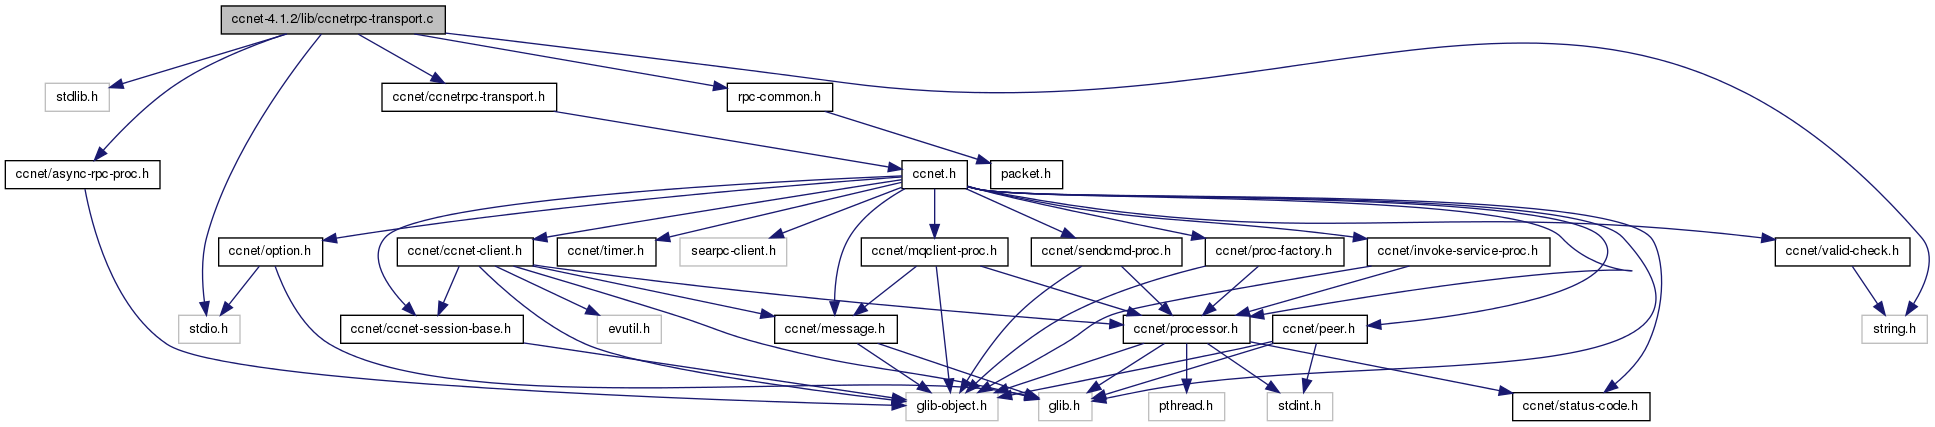 ccnet-4.1.2/lib/ccnetrpc-transport.c
stdlib.h
ccnet/ccnetrpc-transport.h
rpc-common.h
ccnet/async-rpc-proc.h
ccnet.h
packet.h
ccnet/option.h
ccnet/ccnet-client.h
ccnet/timer.h
searpc-client.h
ccnet/mqclient-proc.h
ccnet/sendcmd-proc.h
ccnet/proc-factory.h
ccnet/invoke-service-proc.h
ccnet/valid-check.h
stdio.h
ccnet/ccnet-session-base.h
evutil.h
ccnet/message.h
ccnet/processor.h
ccnet/peer.h
string.h
glib-object.h
glib.h
pthread.h
stdint.h
ccnet/status-code.h